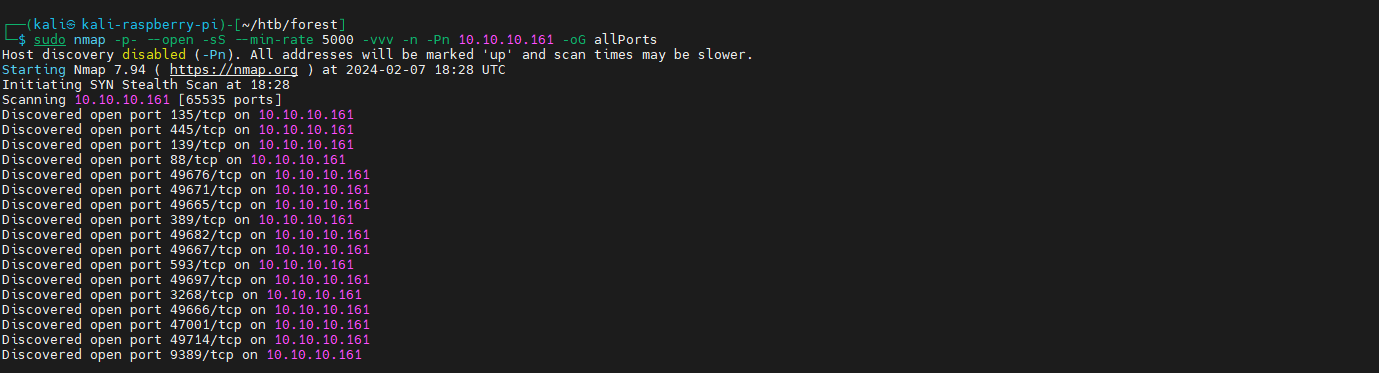 ┌──(kali㉿kali-raspberry-pi)-[~/htb/forest]
└─$ sudo nmap -p- --open -sS --min-rate 5000 -vvv -n -Pn 10.10.10.161 -oG allPorts
Host discovery disabled (-Pn). All addresses will be marked 'up' and scan times may be slower.
Starting Nmap 7.94 ( https://nmap.org ) at 2024-02-07 18:28 UTC
Initiating SYN Stealth Scan at 18:28
Scanning 10.10.10.161 [65535 ports]
Discovered open port 135/tcp on 10.10.10.161
Discovered open port 445/tcp on 10.10.10.161
Discovered open port 139/tcp on 10.10.10.161
Discovered open port 88/tcp on 10.10.10.161
Discovered open port 49676/tcp on 10.10.10.161
Discovered open port 49671/tcp on 10.10.10.161
Discovered open port 49665/tcp on 10.10.10.161
Discovered open port 389/tcp on 10.10.10.161
Discovered open port 49682/tcp on 10.10.10.161
Discovered open port 49667/tcp on 10.10.10.161
Discovered open port 593/tcp on 10.10.10.161
Discovered open port 49697/tcp on 10.10.10.161
Discovered open port 3268/tcp on 10.10.10.161
Discovered open port 49666/tcp on 10.10.10.161
Discovered open port 47001/tcp on 10.10.10.161
Discovered open port 49714/tcp on 10.10.10.161
Discovered open port 9389/tcp on 10.10.10.161